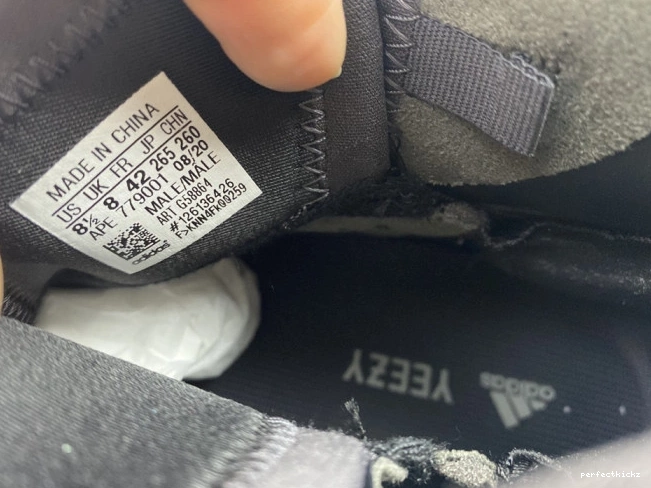 MADE IN CHINA
US UK FR JP CHN
8½ 8 42 265 260
APE 779001 08/20
MALE/MALE
ART G58864
#126136426
F>KHN4FK0Q259
adidas
YEEZY
adidas
perfectkickz